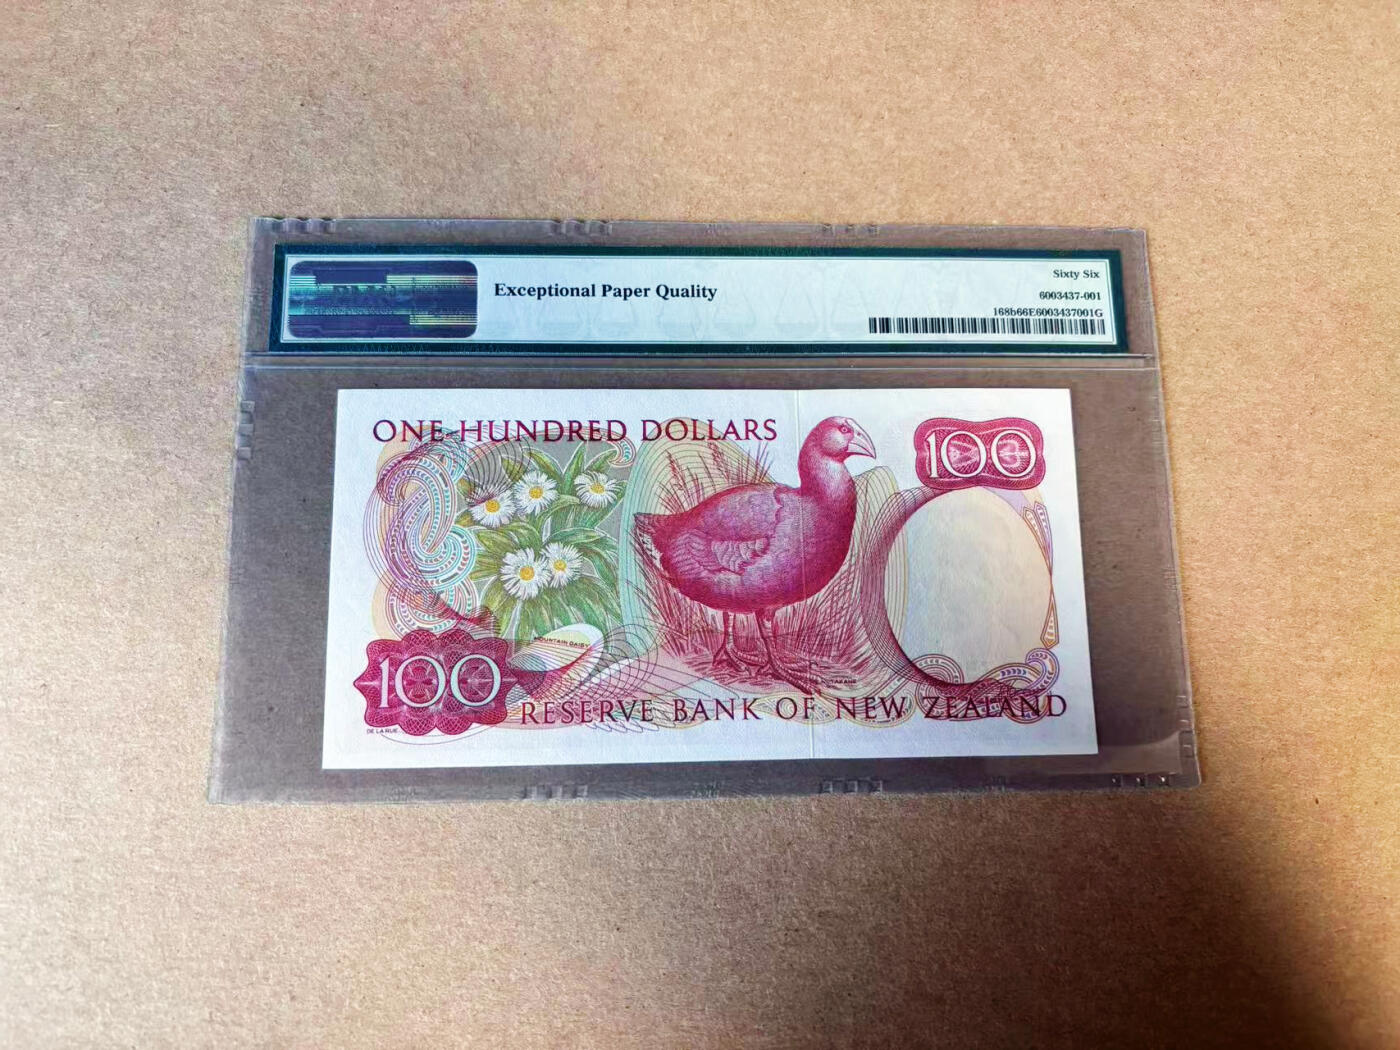 Exceptional Paper Quality
Sixty Six
6003437-001
168b66E6003437001G
ONE HUNDRED DOLLARS
100
MOUNTAIN DAISY
100
RESERVE BANK OF NEW ZEALAND
DE LA RUE